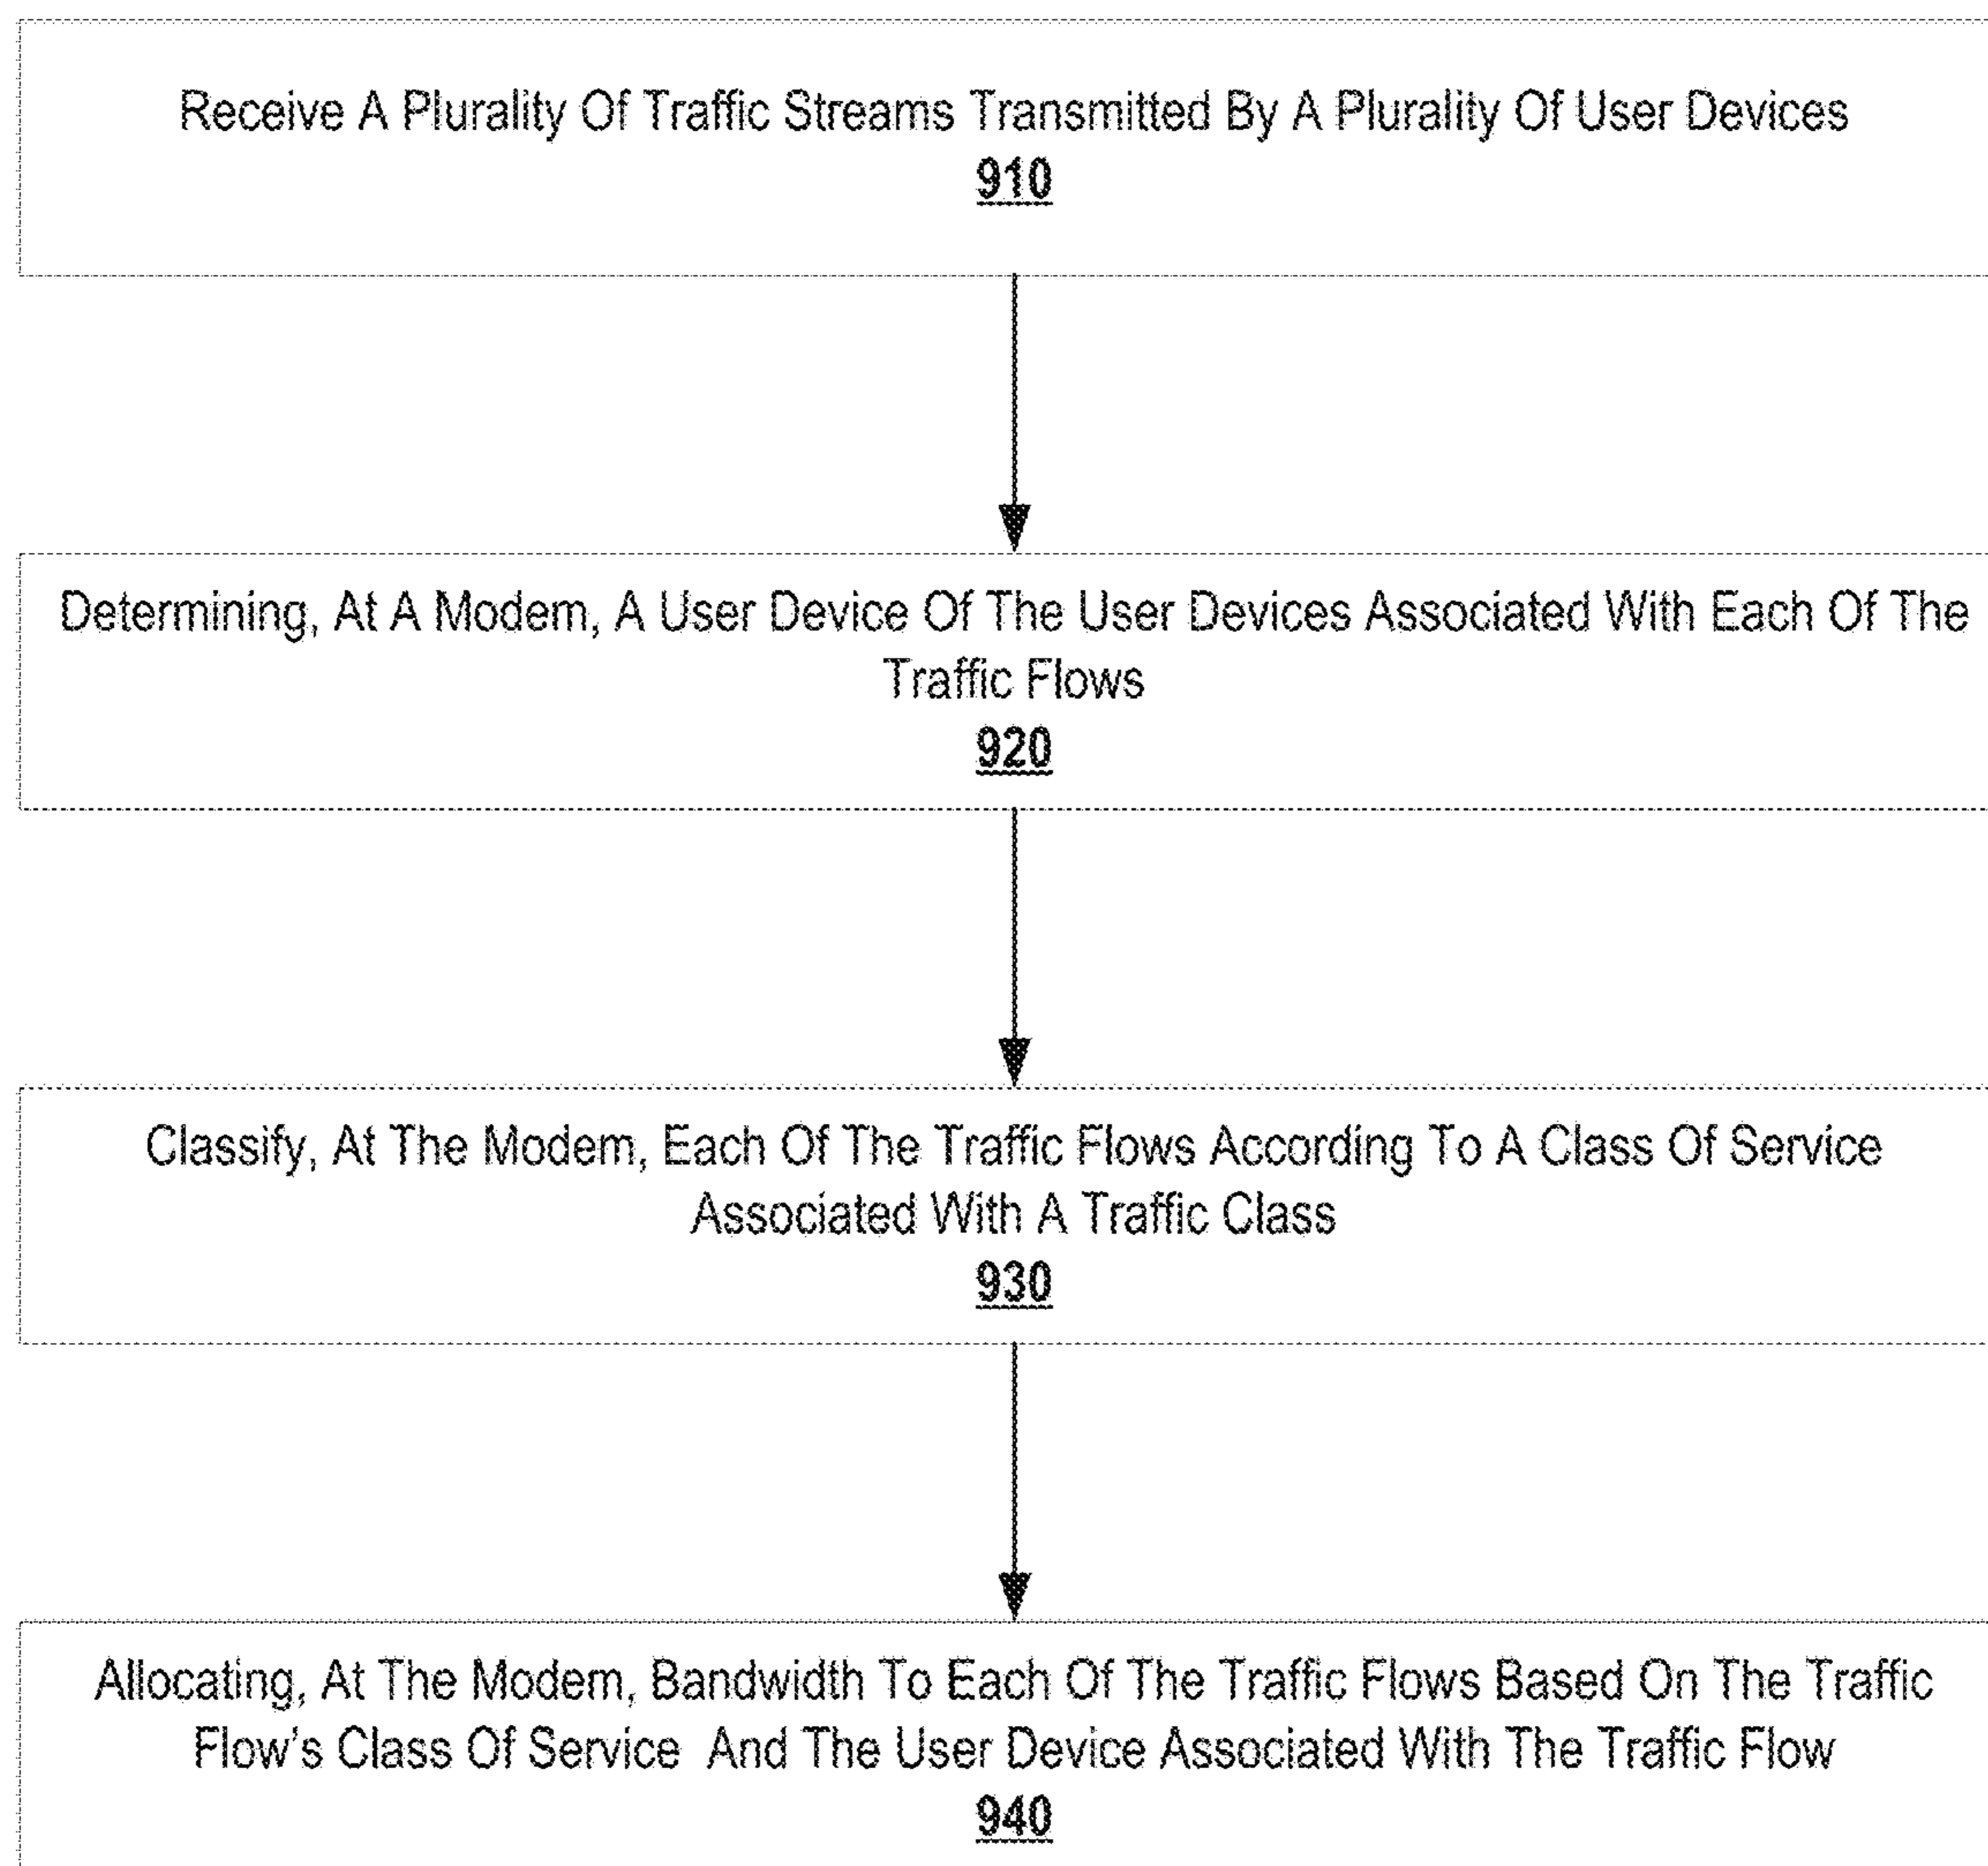 Receive A Plurality Of Traffic Streams Transmitted By A Plurality Of User Devices
910
Determining, At A Modem, A User Device Of The User Devices Associated With Each Of The
Traffic Flows
920
Classify, At The Modem, Each Of The Traffic Flows According To A Class Of Service
Associated With A Traffic Class
930
Allocating, At The Modem, Bandwidth To Each Of The Traffic Flows Based On The Traffic
Flow's Class Of Service And The User Device Associated With The Traffic Flow
940